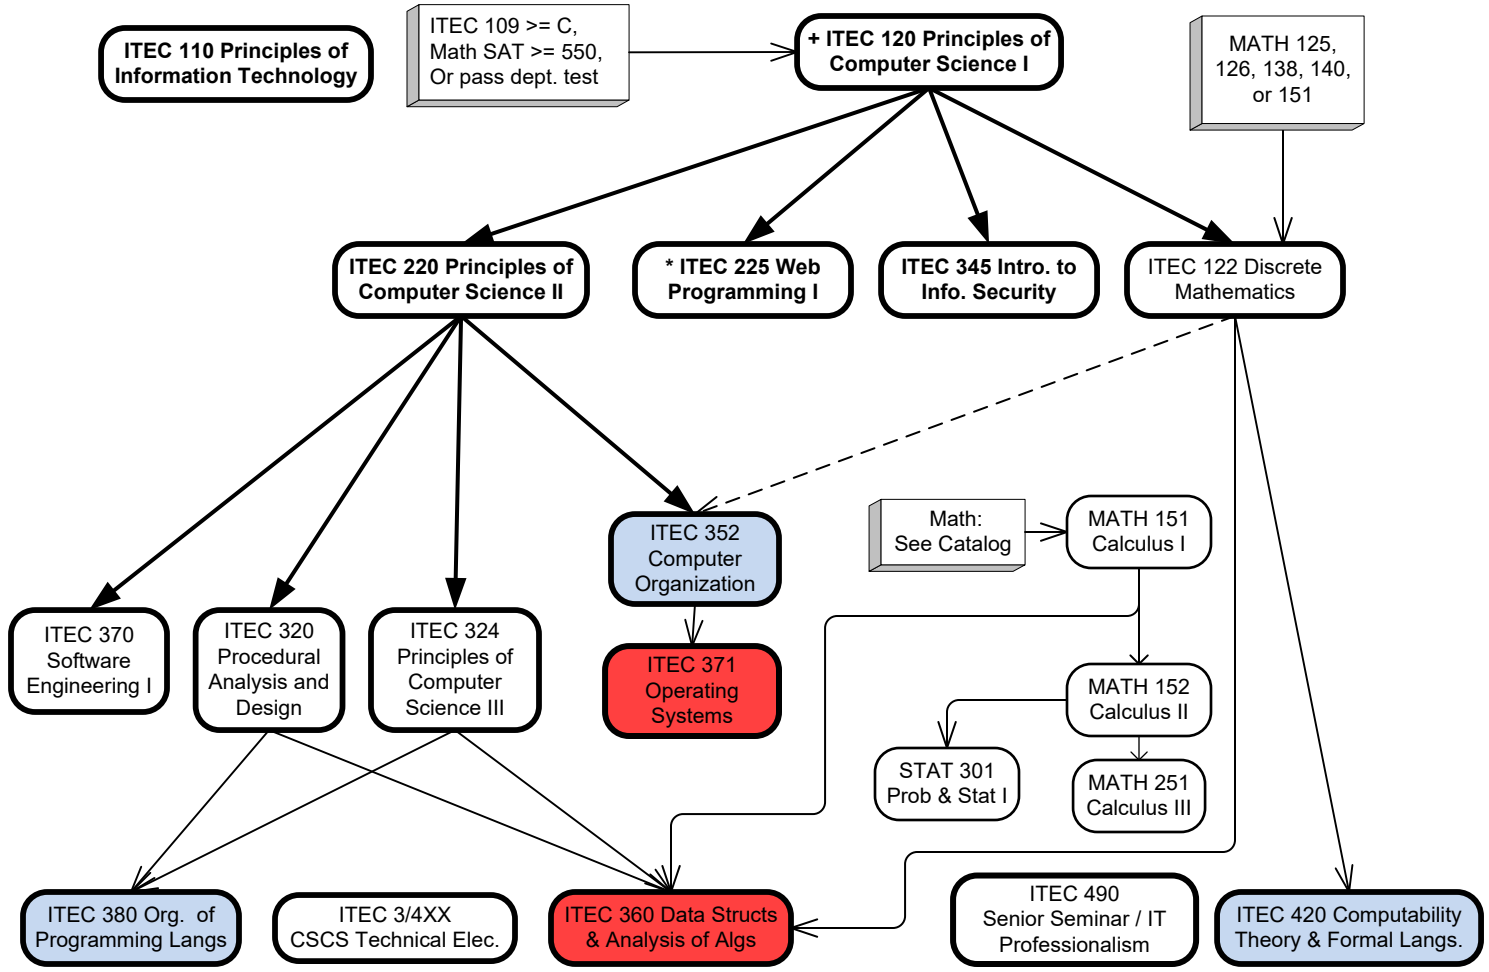 ITEC 110 Principles of
Information Technology
ITEC 109 >= C,
Math SAT >= 550,
Or pass dept. test
+ ITEC 120 Principles of
Computer Science I
MATH 125,
126, 138, 140,
or 151
ITEC 220 Principles of
Computer Science II
* ITEC 225 Web
Programming I
ITEC 345 Intro. to
Info. Security
ITEC 122 Discrete
Mathematics
ITEC 352
Computer
Organization
Math:
See Catalog
MATH 151
Calculus I
ITEC 370
Software
Engineering I
ITEC 320
Procedural
Analysis and
Design
ITEC 324
Principles of
Computer
Science III
ITEC 371
Operating
Systems
MATH 152
Calculus II
STAT 301
Prob & Stat I
MATH 251
Calculus III
ITEC 380 Org.  of
Programming Langs
ITEC 3/4XX
CSCS Technical Elec.
ITEC 360 Data Structs
& Analysis of Algs
ITEC 490
Senior Seminar / IT
Professionalism
ITEC 420 Computability
Theory & Formal Langs.